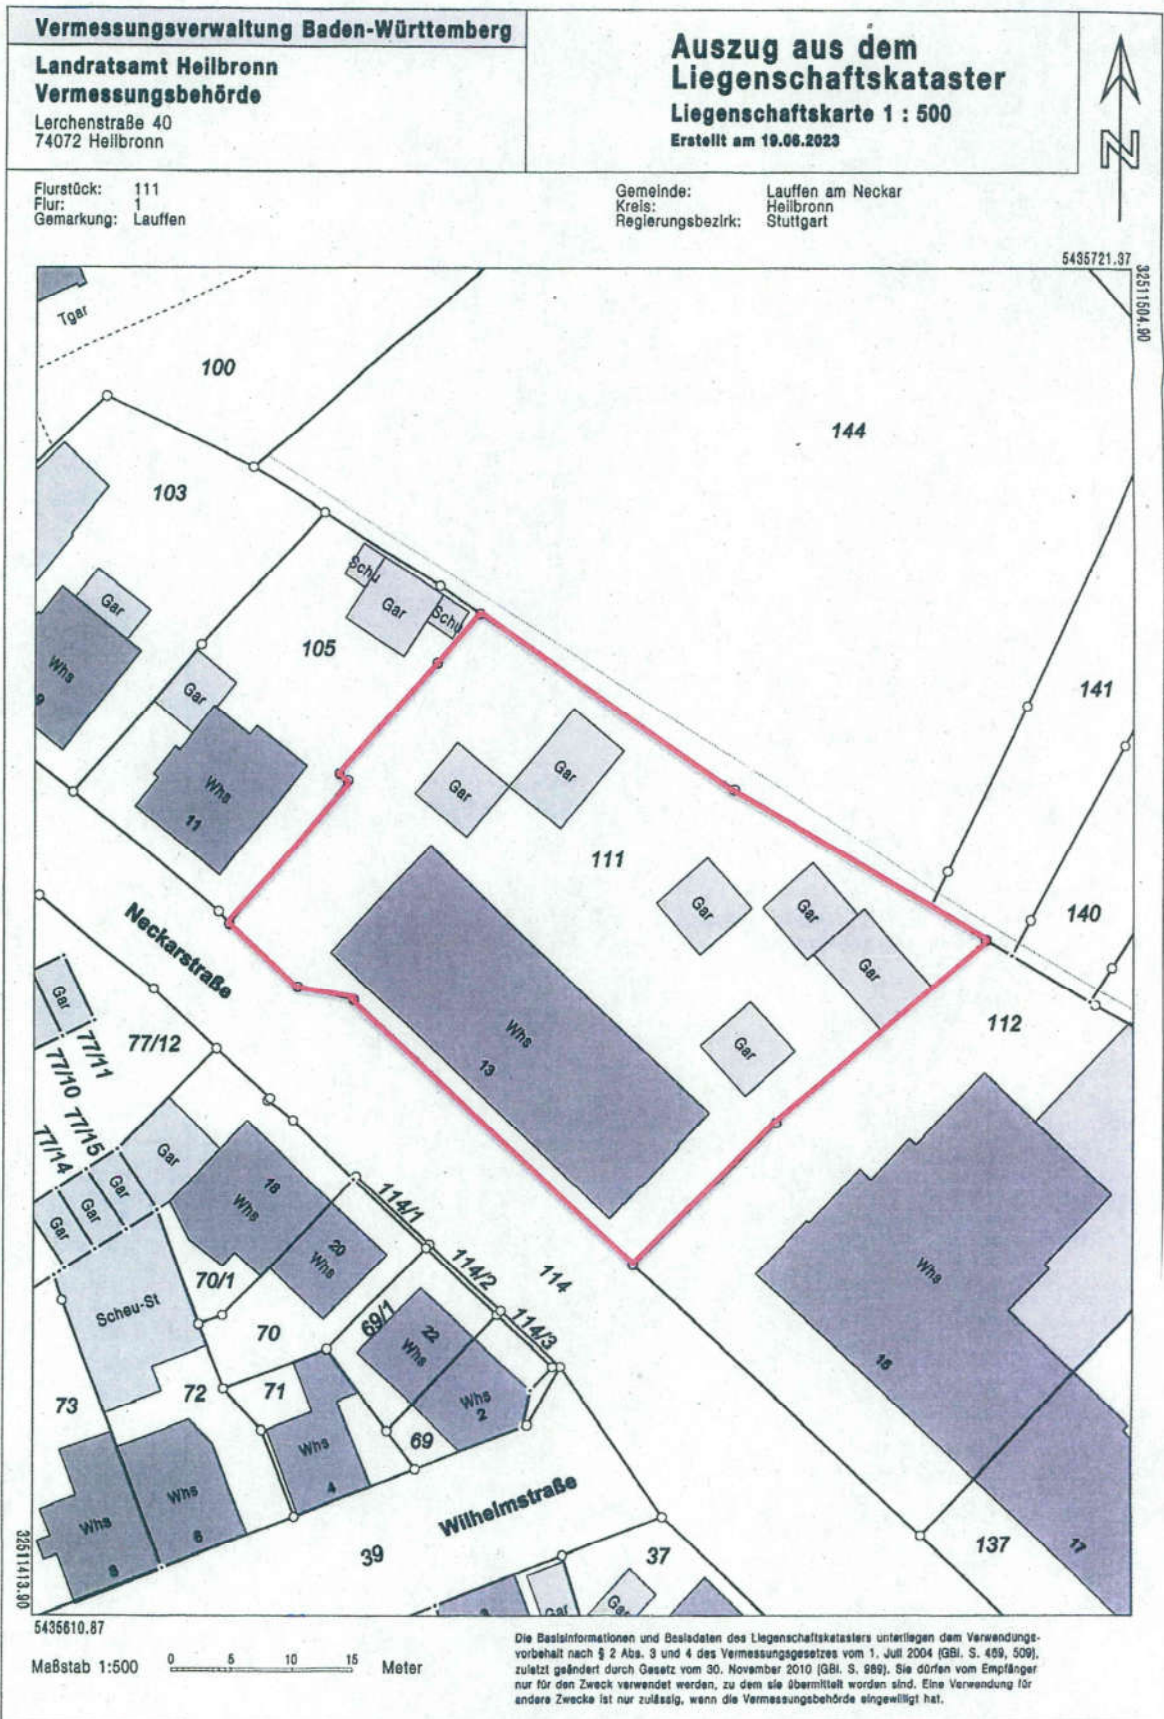 Vermessungsverwaltung Baden-Württemberg
Landratsamt Heilbronn
Vermessungsbehörde
Lerchenstraße 40
74072 Heilbronn
Auszug aus dem
Liegenschaftskataster
Liegenschaftskarte 1 : 500
Erstellt am 19.06.2023
N
Flurstück: 111
Flur: 1
Gemarkung: Lauffen
Gemeinde: Lauffen am Neckar
Kreis: Heilbronn
Regierungsbezirk: Stuttgart
5435721.37
32511504.90
Tgar
100
144
103
Schu
Gar
Schu
Gar
105
Whs
9
Gar
141
Whs
11
Gar
Gar
111
Gar
Gar
140
Neckarstraße
Gar
Gar
112
77/11
77/10
77/12
Whs
13
Gar
77/15
77/14
Gar
Gar
Gar
Gar
18
Whs
114/1
20
Whs
114/2
114
Whs
70/1
Scheu-St
70
69/1
22
Whs
114/3
16
73
72
71
Whs
2
69
Whs
4
Whs
6
Whs
8
Wilhelmstraße
39
37
137
17
Gar
Gar
32511413.90
5435610.87
Maßstab 1:500
0 5 10 15 Meter
Die Basisinformationen und Basisdaten des Liegenschaftskatasters unterliegen dem Verwendungs-
vorbehalt nach § 2 Abs. 3 und 4 des Vermessungsgesetzes vom 1. Juli 2004 (GBl. S. 469, 509),
zuletzt geändert durch Gesetz vom 30. November 2010 (GBl. S. 989). Sie dürfen vom Empfänger
nur für den Zweck verwendet werden, zu dem sie übermittelt worden sind. Eine Verwendung für
andere Zwecke ist nur zulässig, wenn die Vermessungsbehörde eingewilligt hat.